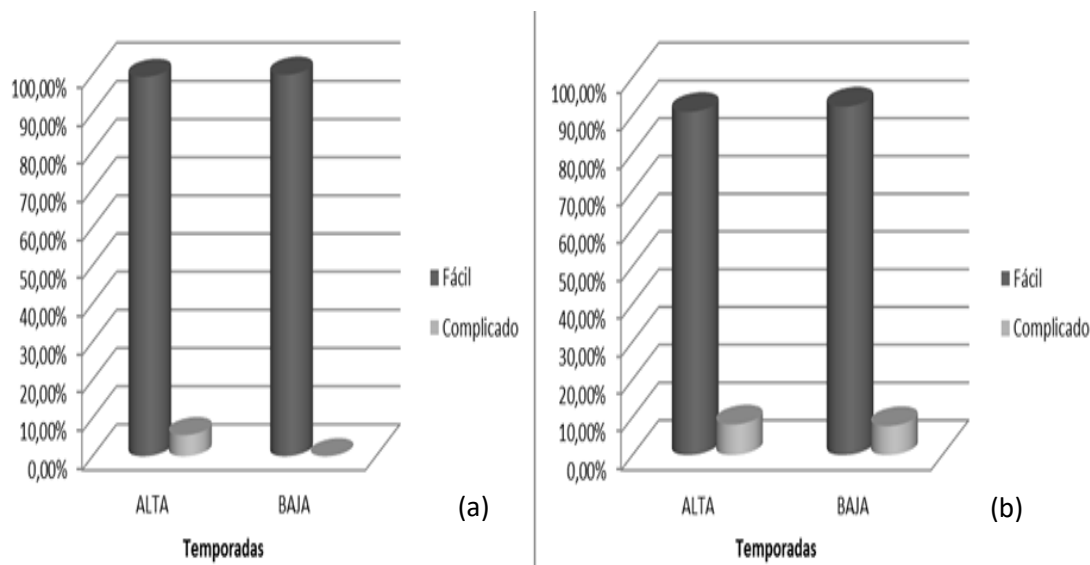 100,00%
90,00%
80,00%
70,00%
60,00%
50,00%
40,00%
30,00%
20,00%
10,00%
0,00%
ALTA
BAJA
Temporadas
Fácil
Complicado
(a)
100,00%
90,00%
80,00%
70,00%
60,00%
50,00%
40,00%
30,00%
20,00%
10,00%
0,00%
ALTA
BAJA
Temporadas
Fácil
Complicado
(b)